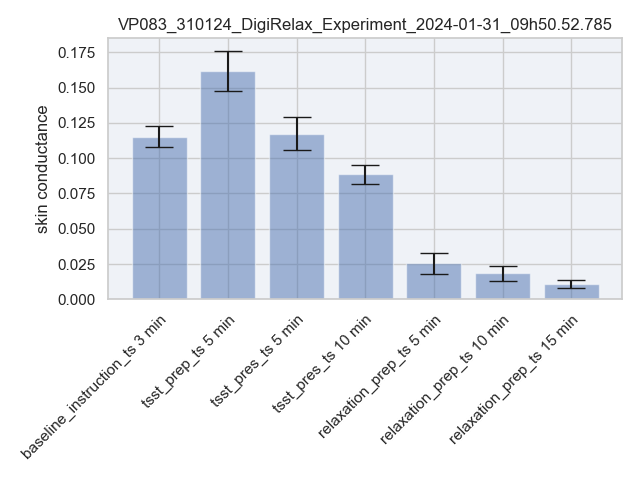 VP083_310124_DigiRelax_Experiment_2024-01-31_09h50.52.785
skin conductance
0.175
0.150
0.125
0.100
0.075
0.050
0.025
0.000
baseline_instruction_ts 3 min
tsst_prep_ts 5 min
tsst_pres_ts 5 min
tsst_pres_ts 10 min
relaxation_prep_ts 5 min
relaxation_prep_ts 10 min
relaxation_prep_ts 15 min